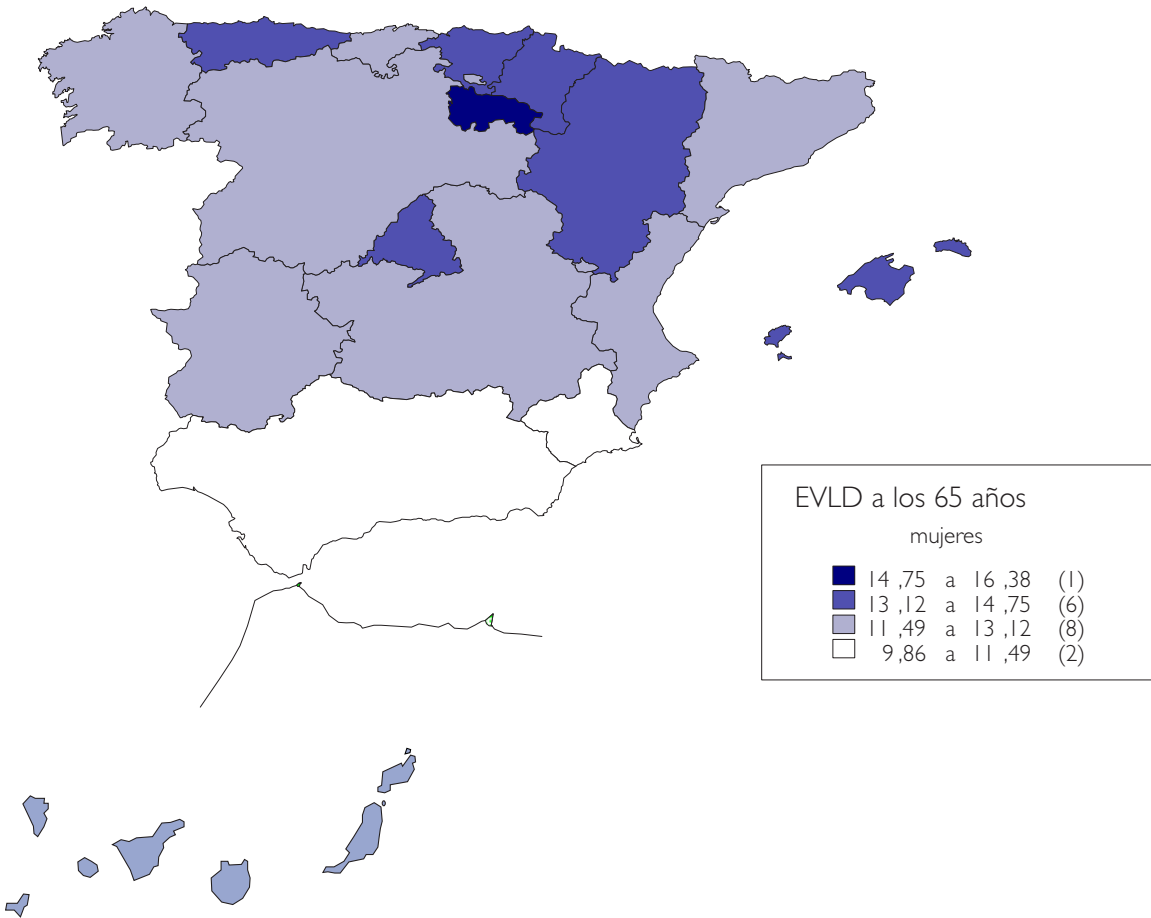 EVLD a los 65 años
mujeres
14 ,75 a 16 ,38 (1)
13 ,12 a 14 ,75 (6)
11 ,49 a 13 ,12 (8)
9,86 a 11 ,49 (2)